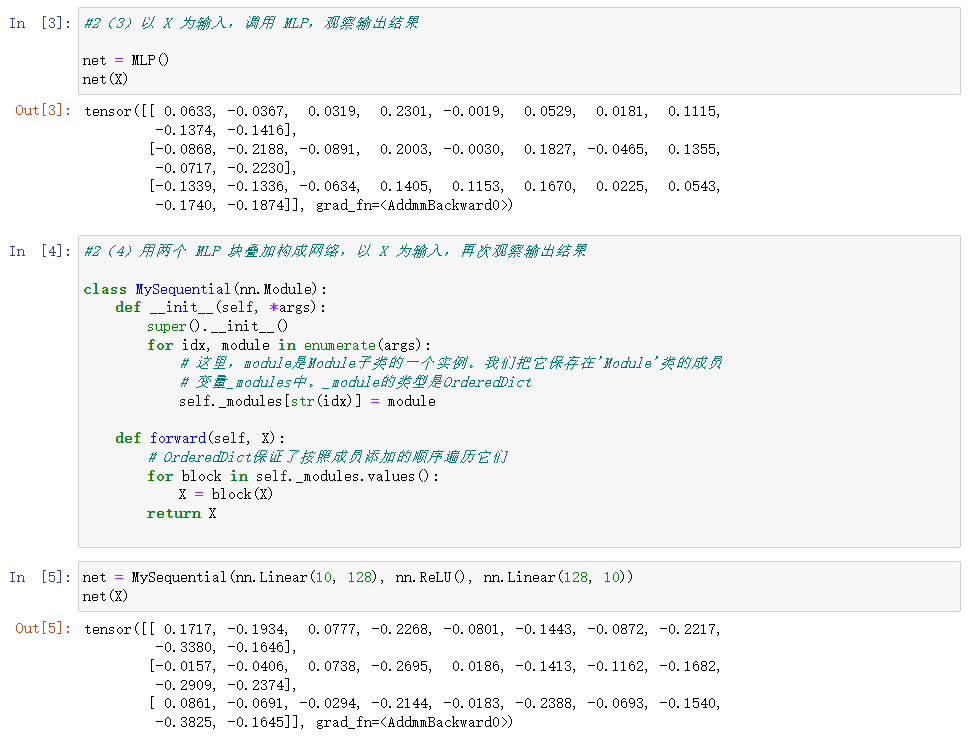 In [3]: #2（3）以 X 为输入，调用 MLP，观察输出结果
net = MLP()
net(X)
Out[3]: tensor([[ 0.0633, -0.0367,  0.0319,  0.2301, -0.0019,  0.0529,  0.0181,  0.1115,
-0.1374, -0.1416],
[-0.0868, -0.2188, -0.0891,  0.2003, -0.0030,  0.1827, -0.0465,  0.1355,
-0.0717, -0.2230],
[-0.1339, -0.1336, -0.0634,  0.1405,  0.1153,  0.1670,  0.0225,  0.0543,
-0.1740, -0.1874]], grad_fn=<AddmmBackward0>)
In [4]: #2（4）用两个 MLP 块叠加构成网络，以 X 为输入，再次观察输出结果
class MySequential(nn.Module):
def __init__(self, *args):
super().__init__()
for idx, module in enumerate(args):
# 这里，module是Module子类的一个实例。我们把它保存在'Module'类的成员
# 变量_modules中。_module的类型是OrderedDict
self._modules[str(idx)] = module
def forward(self, X):
# OrderedDict保证了按照成员添加的顺序遍历它们
for block in self._modules.values():
X = block(X)
return X
In [5]: net = MySequential(nn.Linear(10, 128), nn.ReLU(), nn.Linear(128, 10))
net(X)
Out[5]: tensor([[ 0.1717, -0.1934,  0.0777, -0.2268, -0.0801, -0.1443, -0.0872, -0.2217,
-0.3380, -0.1646],
[-0.0157, -0.0406,  0.0738, -0.2695,  0.0186, -0.1413, -0.1162, -0.1682,
-0.2909, -0.2374],
[ 0.0861, -0.0691, -0.0294, -0.2144, -0.0183, -0.2388, -0.0693, -0.1540,
-0.3825, -0.1645]], grad_fn=<AddmmBackward0>)